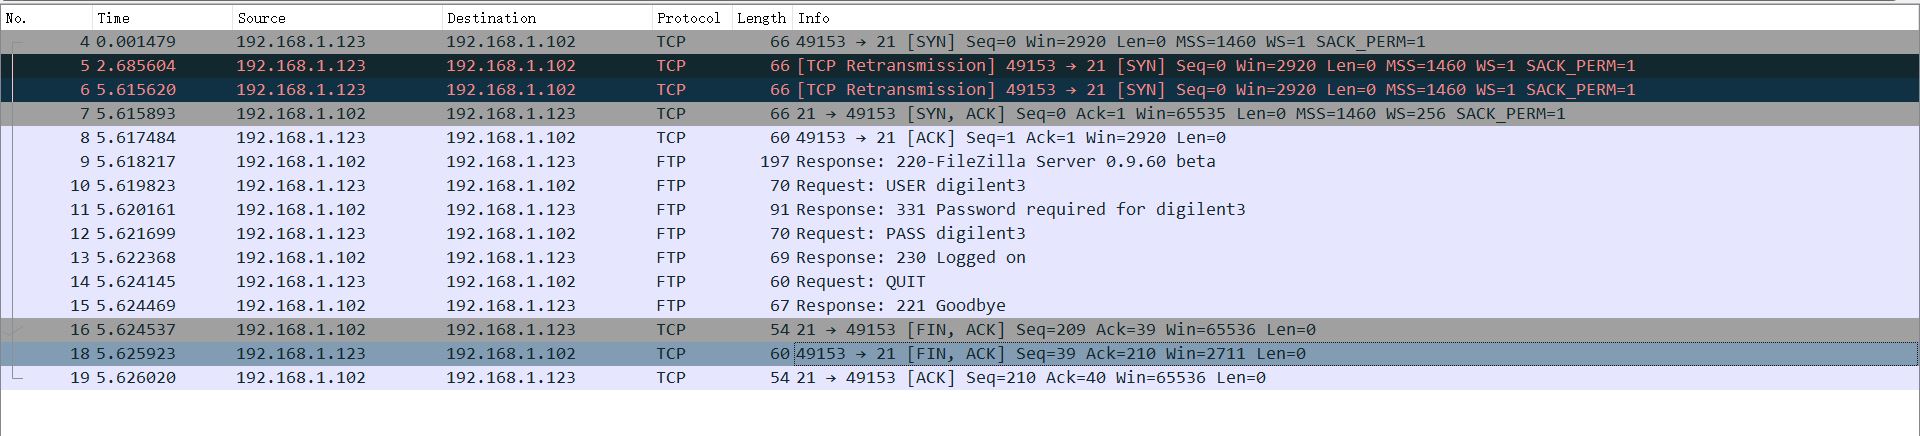 No. Time Source Destination Protocol Length Info
4 0.001479 192.168.1.123 192.168.1.102 TCP 66 49153 → 21 [SYN] Seq=0 Win=2920 Len=0 MSS=1460 WS=1 SACK_PERM=1
5 2.685604 192.168.1.123 192.168.1.102 TCP 66 [TCP Retransmission] 49153 → 21 [SYN] Seq=0 Win=2920 Len=0 MSS=1460 WS=1 SACK_PERM=1
6 5.615620 192.168.1.123 192.168.1.102 TCP 66 [TCP Retransmission] 49153 → 21 [SYN] Seq=0 Win=2920 Len=0 MSS=1460 WS=1 SACK_PERM=1
7 5.615893 192.168.1.102 192.168.1.123 TCP 66 21 → 49153 [SYN, ACK] Seq=0 Ack=1 Win=65535 Len=0 MSS=1460 WS=256 SACK_PERM=1
8 5.617484 192.168.1.123 192.168.1.102 TCP 60 49153 → 21 [ACK] Seq=1 Ack=1 Win=2920 Len=0
9 5.618217 192.168.1.102 192.168.1.123 FTP 197 Response: 220-FileZilla Server 0.9.60 beta
10 5.619823 192.168.1.123 192.168.1.102 FTP 70 Request: USER digilent3
11 5.620161 192.168.1.102 192.168.1.123 FTP 91 Response: 331 Password required for digilent3
12 5.621699 192.168.1.123 192.168.1.102 FTP 70 Request: PASS digilent3
13 5.622368 192.168.1.102 192.168.1.123 FTP 69 Response: 230 Logged on
14 5.624145 192.168.1.123 192.168.1.102 FTP 60 Request: QUIT
15 5.624469 192.168.1.102 192.168.1.123 FTP 67 Response: 221 Goodbye
16 5.624537 192.168.1.102 192.168.1.123 TCP 54 21 → 49153 [FIN, ACK] Seq=209 Ack=39 Win=65536 Len=0
18 5.625923 192.168.1.123 192.168.1.102 TCP 60 49153 → 21 [FIN, ACK] Seq=39 Ack=210 Win=2711 Len=0
19 5.626020 192.168.1.102 192.168.1.123 TCP 54 21 → 49153 [ACK] Seq=210 Ack=40 Win=65536 Len=0